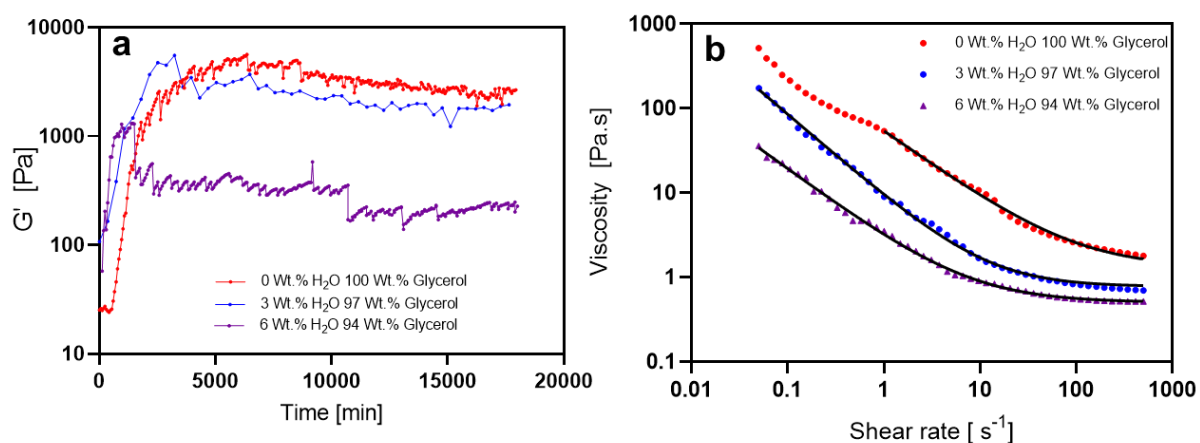 a
10000
1000
100
10
G' [Pa]
0 Wt.% H₂O 100 Wt.% Glycerol
3 Wt.% H₂O 97 Wt.% Glycerol
6 Wt.% H₂O 94 Wt.% Glycerol
0 5000 10000 15000 20000
Time [min]
b
1000
100
10
1
0.1
Viscosity [Pa.s]
0 Wt.% H₂O 100 Wt.% Glycerol
3 Wt.% H₂O 97 Wt.% Glycerol
6 Wt.% H₂O 94 Wt.% Glycerol
0.01 0.1 1 10 100 1000
Shear rate [ s⁻¹]